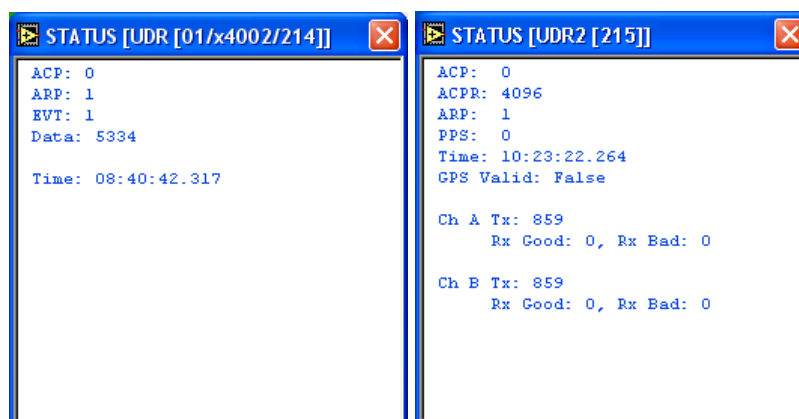 STATUS [UDR [01/x4002/214]]
ACP: 0
ARP: 1
EVT: 1
Data: 5334
Time: 08:40:42.317
STATUS [UDR2 [215]]
ACP: 0
ACPR: 4096
ARP: 1
PPS: 0
Time: 10:23:22.264
GPS Valid: False
Ch A Tx: 859
Rx Good: 0, Rx Bad: 0
Ch B Tx: 859
Rx Good: 0, Rx Bad: 0